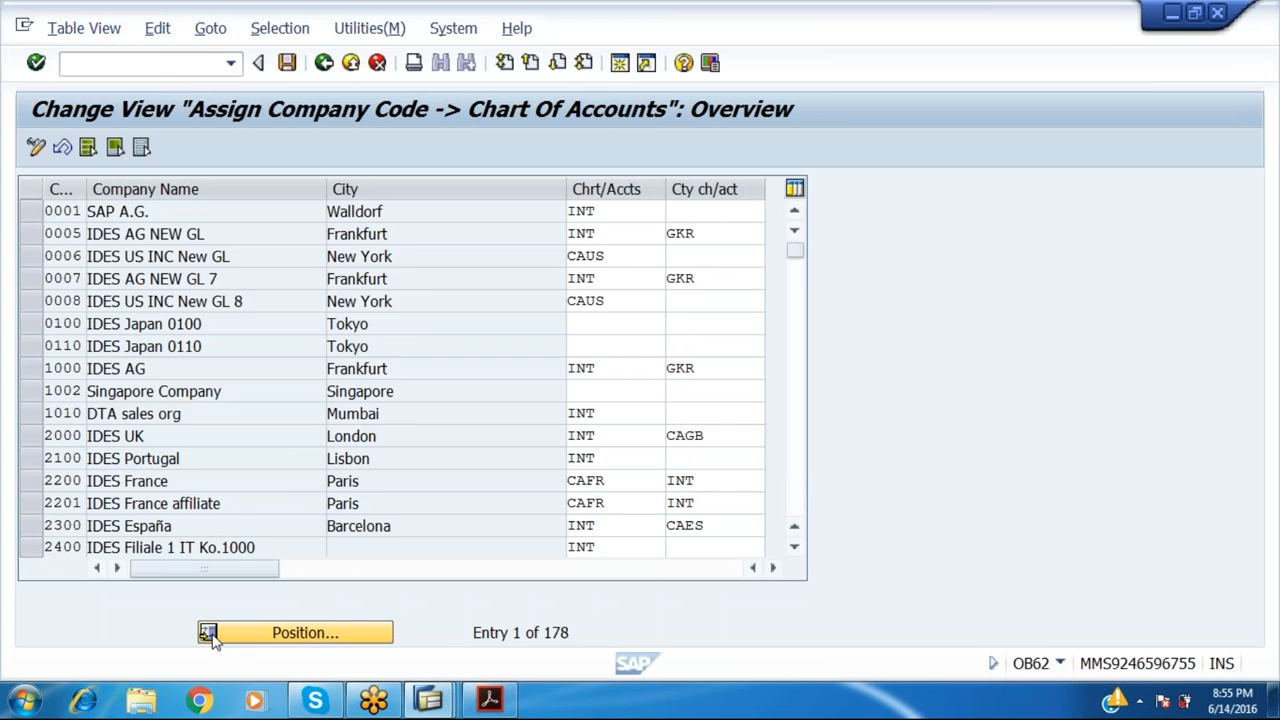 Table View Edit Goto Selection Utilities(M) System Help
Change View "Assign Company Code -> Chart Of Accounts": Overview
C... Company Name City Chrt/Accts Cty ch/act
0001 SAP A.G. Walldorf INT
0005 IDES AG NEW GL Frankfurt INT GKR
0006 IDES US INC New GL New York CAUS
0007 IDES AG NEW GL 7 Frankfurt INT GKR
0008 IDES US INC New GL 8 New York CAUS
0100 IDES Japan 0100 Tokyo
0110 IDES Japan 0110 Tokyo
1000 IDES AG Frankfurt INT GKR
1002 Singapore Company Singapore
1010 DTA sales org Mumbai INT
2000 IDES UK London INT CAGB
2100 IDES Portugal Lisbon INT
2200 IDES France Paris CAFR INT
2201 IDES France affiliate Paris CAFR INT
2300 IDES España Barcelona INT CAES
2400 IDES Filiale 1 IT Ko.1000 INT
Position... Entry 1 of 178
SAP OB62 MMS9246596755 INS
8:55 PM
6/14/2016